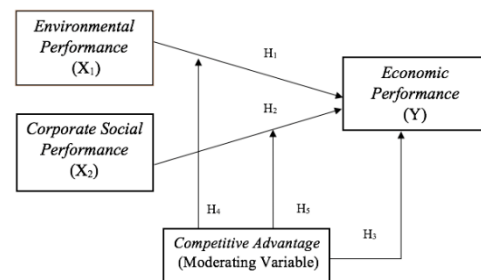 Environmental
Performance
(X₁)
H₁
Economic
Performance
(Y)
H₂
Corporate Social
Performance
(X₂)
H₄
H₅
H₃
Competitive Advantage
(Moderating Variable)